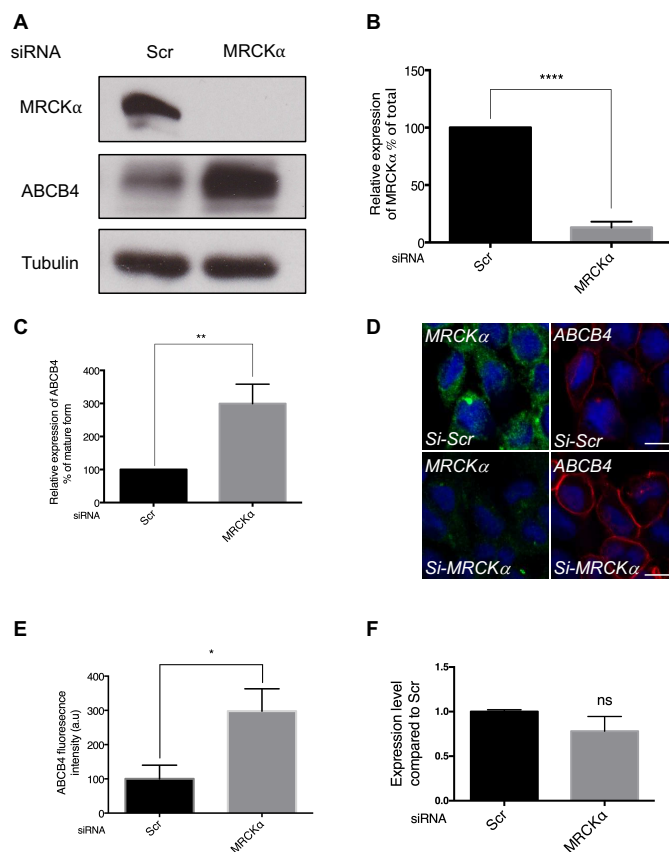 A
siRNA Scr MRCKα
MRCKα
ABCB4
Tubulin
B
Relative expression
of MRCKα % of total
150
100
50
0
****
siRNA
Scr
MRCKα
C
Relative expression of ABCB4
% of mature form
400
300
200
100
0
**
siRNA
Scr
MRCKα
D
MRCKα
Si-Scr
ABCB4
Si-Scr
MRCKα
Si-MRCKα
ABCB4
Si-MRCKα
E
ABCB4 fluoresecnce
intensity (a.u)
400
300
200
100
0
*
siRNA
Scr
MRCKα
F
Expression level
compared to Scr
1.5
1.0
0.5
0.0
ns
siRNA
Scr
MRCKα